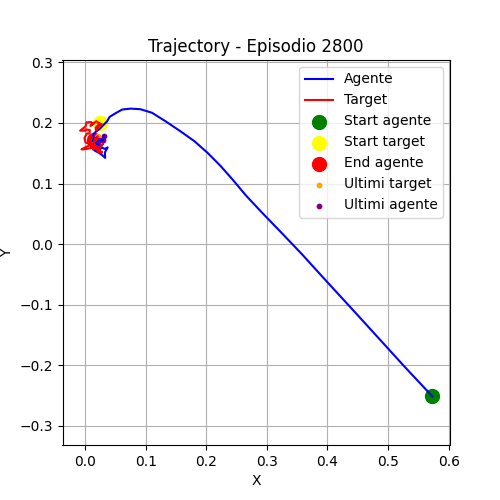 Trajectory - Episodio 2800
Agente
Target
Start agente
Start target
End agente
Ultimi target
Ultimi agente
0.3
0.2
0.1
0.0
−0.1
−0.2
−0.3
Y
0.0 0.1 0.2 0.3 0.4 0.5 0.6
X